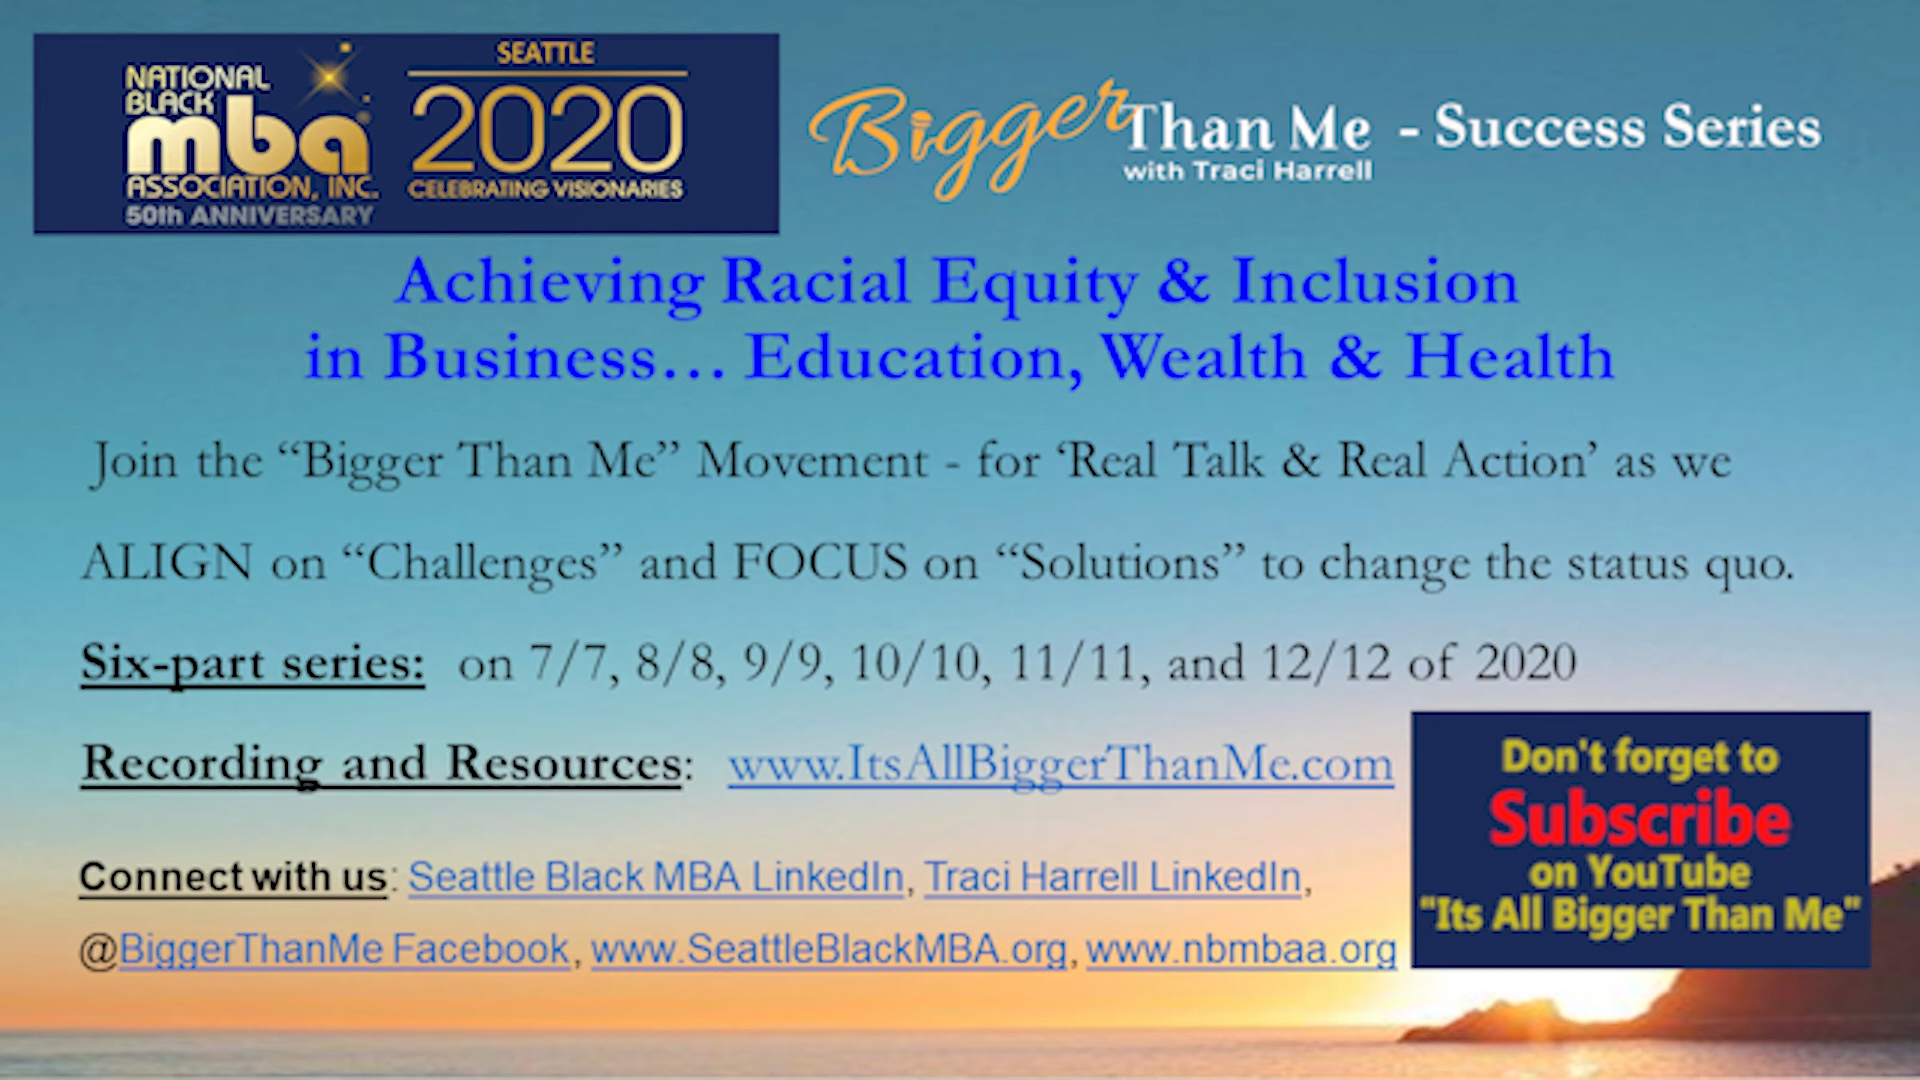 NATIONAL
BLACK
mba
ASSOCIATION, INC.
50th ANNIVERSARY
SEATTLE
2020
CELEBRATING VISIONARIES
Bigger Than Me - Success Series
with Traci Harrell
Achieving Racial Equity & Inclusion
in Business… Education, Wealth & Health
Join the “Bigger Than Me” Movement - for ‘Real Talk & Real Action’ as we
ALIGN on “Challenges” and FOCUS on “Solutions” to change the status quo.
Six-part series: on 7/7, 8/8, 9/9, 10/10, 11/11, and 12/12 of 2020
Recording and Resources: www.ItsAllBiggerThanMe.com
Connect with us: Seattle Black MBA LinkedIn, Traci Harrell LinkedIn,
@BiggerThanMe Facebook, www.SeattleBlackMBA.org, www.nbmbaa.org
Don't forget to
Subscribe
on YouTube
"Its All Bigger Than Me"